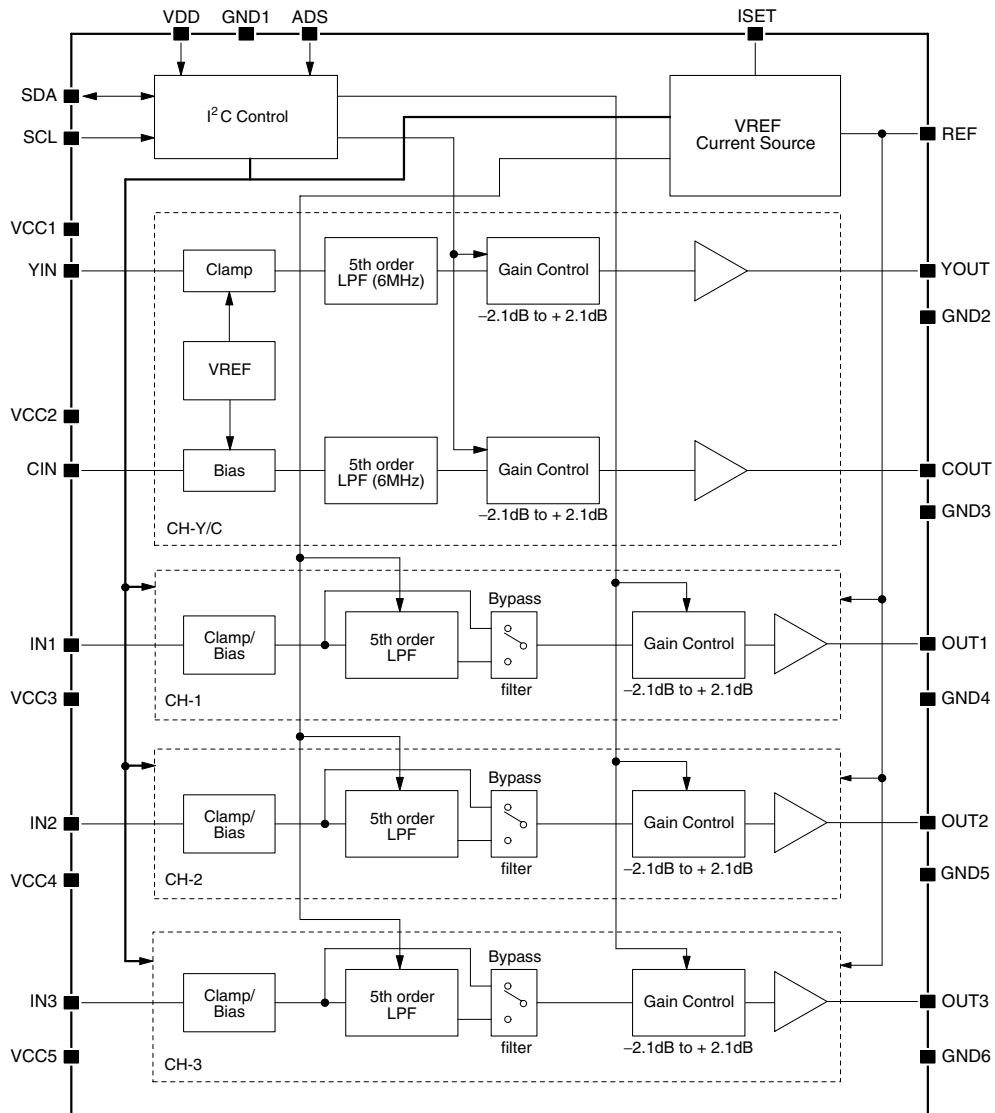 VDD GND1 ADS ISET
SDA
I²C Control
SCL
VREF
Current Source
REF
VCC1
YIN
Clamp
5th order
LPF (6MHz)
Gain Control
YOUT
−2.1dB to + 2.1dB
GND2
VREF
VCC2
CIN
Bias
5th order
LPF (6MHz)
Gain Control
COUT
−2.1dB to + 2.1dB
GND3
CH-Y/C
Bypass
IN1
Clamp/
Bias
5th order
LPF
Gain Control
OUT1
filter
−2.1dB to + 2.1dB
VCC3
CH-1
GND4
Bypass
IN2
Clamp/
Bias
5th order
LPF
Gain Control
OUT2
filter
−2.1dB to + 2.1dB
VCC4
CH-2
GND5
Bypass
IN3
Clamp/
Bias
5th order
LPF
Gain Control
OUT3
filter
−2.1dB to + 2.1dB
VCC5
CH-3
GND6